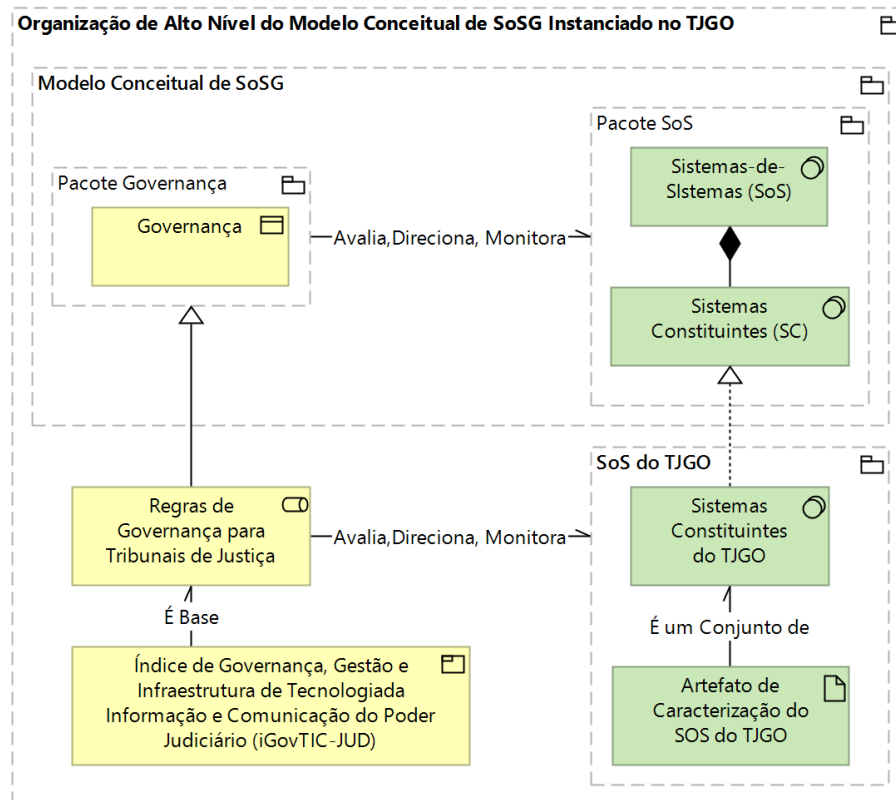 Organização de Alto Nível do Modelo Conceitual de SoSG Instanciado no TJGO
Modelo Conceitual de SoSG
Pacote Governança
Governança
Avalia,Direciona, Monitora
Pacote SoS
Sistemas-de-
SIstemas (SoS)
Sistemas
Constituintes (SC)
Regras de
Governança para
Tribunais de Justiça
Avalia,Direciona, Monitora
SoS do TJGO
Sistemas
Constituintes
do TJGO
É Base
É um Conjunto de
Índice de Governança, Gestão e
Infraestrutura de Tecnologiada
Informação e Comunicação do Poder
Judiciário (iGovTIC-JUD)
Artefato de
Caracterização do
SOS do TJGO